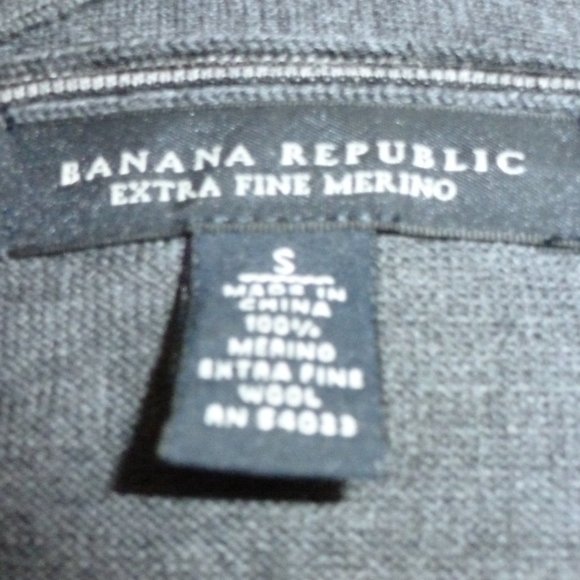 BANANA REPUBLIC
EXTRA FINE MERINO
S
MADE IN
CHINA
100%
MERINO
EXTRA FINE
WOOL
RN 54023